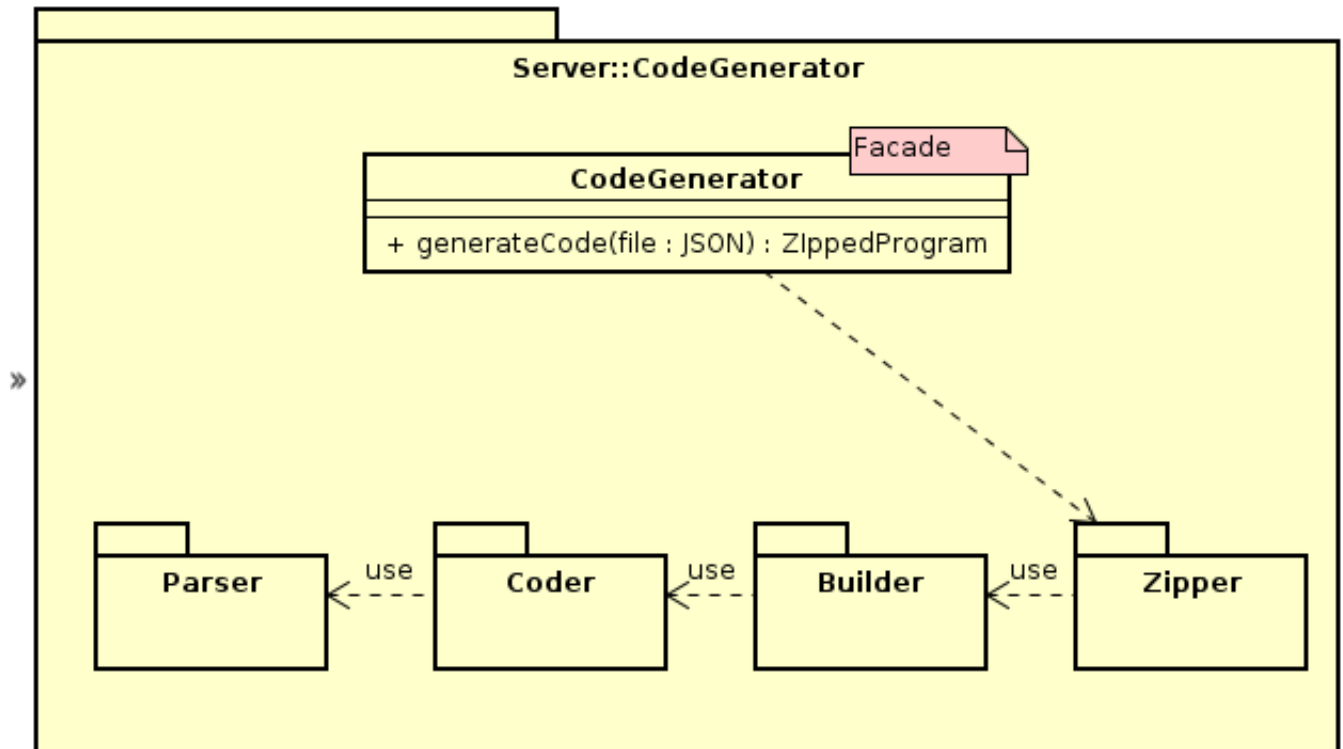 Server::CodeGenerator
Facade
CodeGenerator
+ generateCode(file : JSON) : ZIppedProgram
»
use
use
use
Parser
Coder
Builder
Zipper